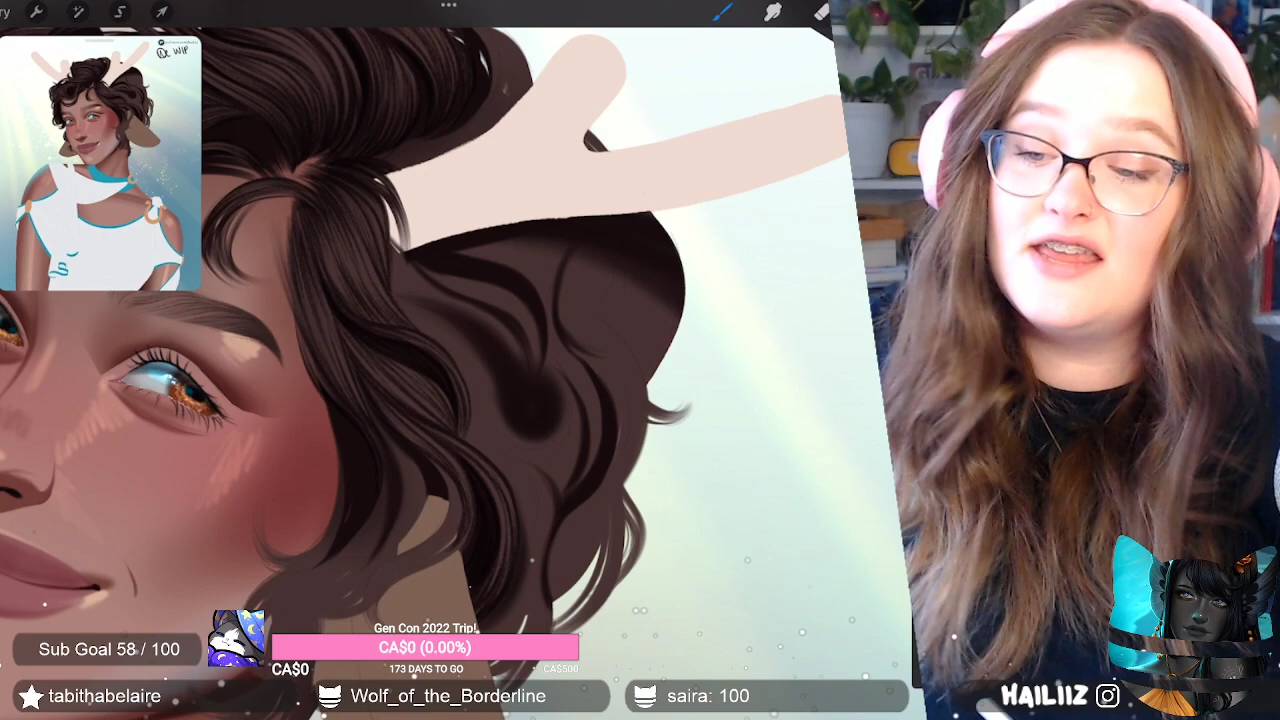 ry
WIP
Gen Con 2022 Trip!
Sub Goal 58 / 100
CA$0 (0.00%)
CA$0
173 DAYS TO GO
CA$500
tabithabelaire
Wolf_of_the_Borderline
saira: 100
HAILIIZ